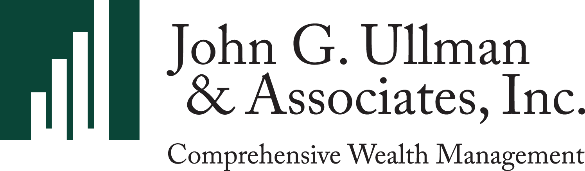 John G. Ullman
& Associates, Inc.
Comprehensive Wealth Management